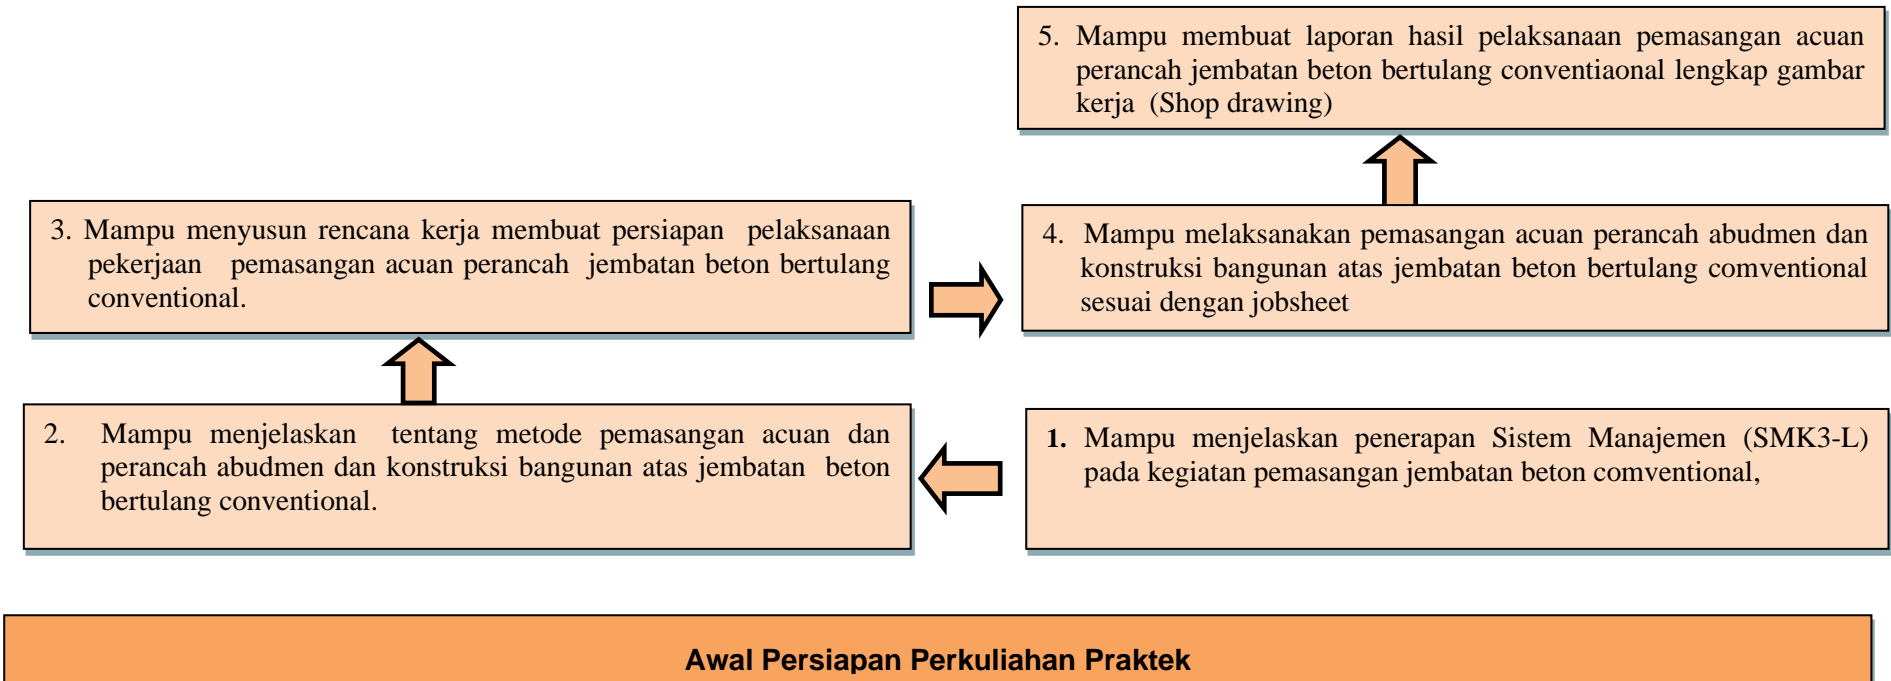 5. Mampu membuat laporan hasil pelaksanaan pemasangan acuan
perancah jembatan beton bertulang conventiaonal lengkap gambar
kerja (Shop drawing)
3. Mampu menyusun rencana kerja membuat persiapan pelaksanaan
pekerjaan pemasangan acuan perancah jembatan beton bertulang
conventional.
4. Mampu melaksanakan pemasangan acuan perancah abudmen dan
konstruksi bangunan atas jembatan beton bertulang comventional
sesuai dengan jobsheet
2. Mampu menjelaskan tentang metode pemasangan acuan dan
perancah abudmen dan konstruksi bangunan atas jembatan beton
bertulang conventional.
1. Mampu menjelaskan penerapan Sistem Manajemen (SMK3-L)
pada kegiatan pemasangan jembatan beton comventional,
Awal Persiapan Perkuliahan Praktek